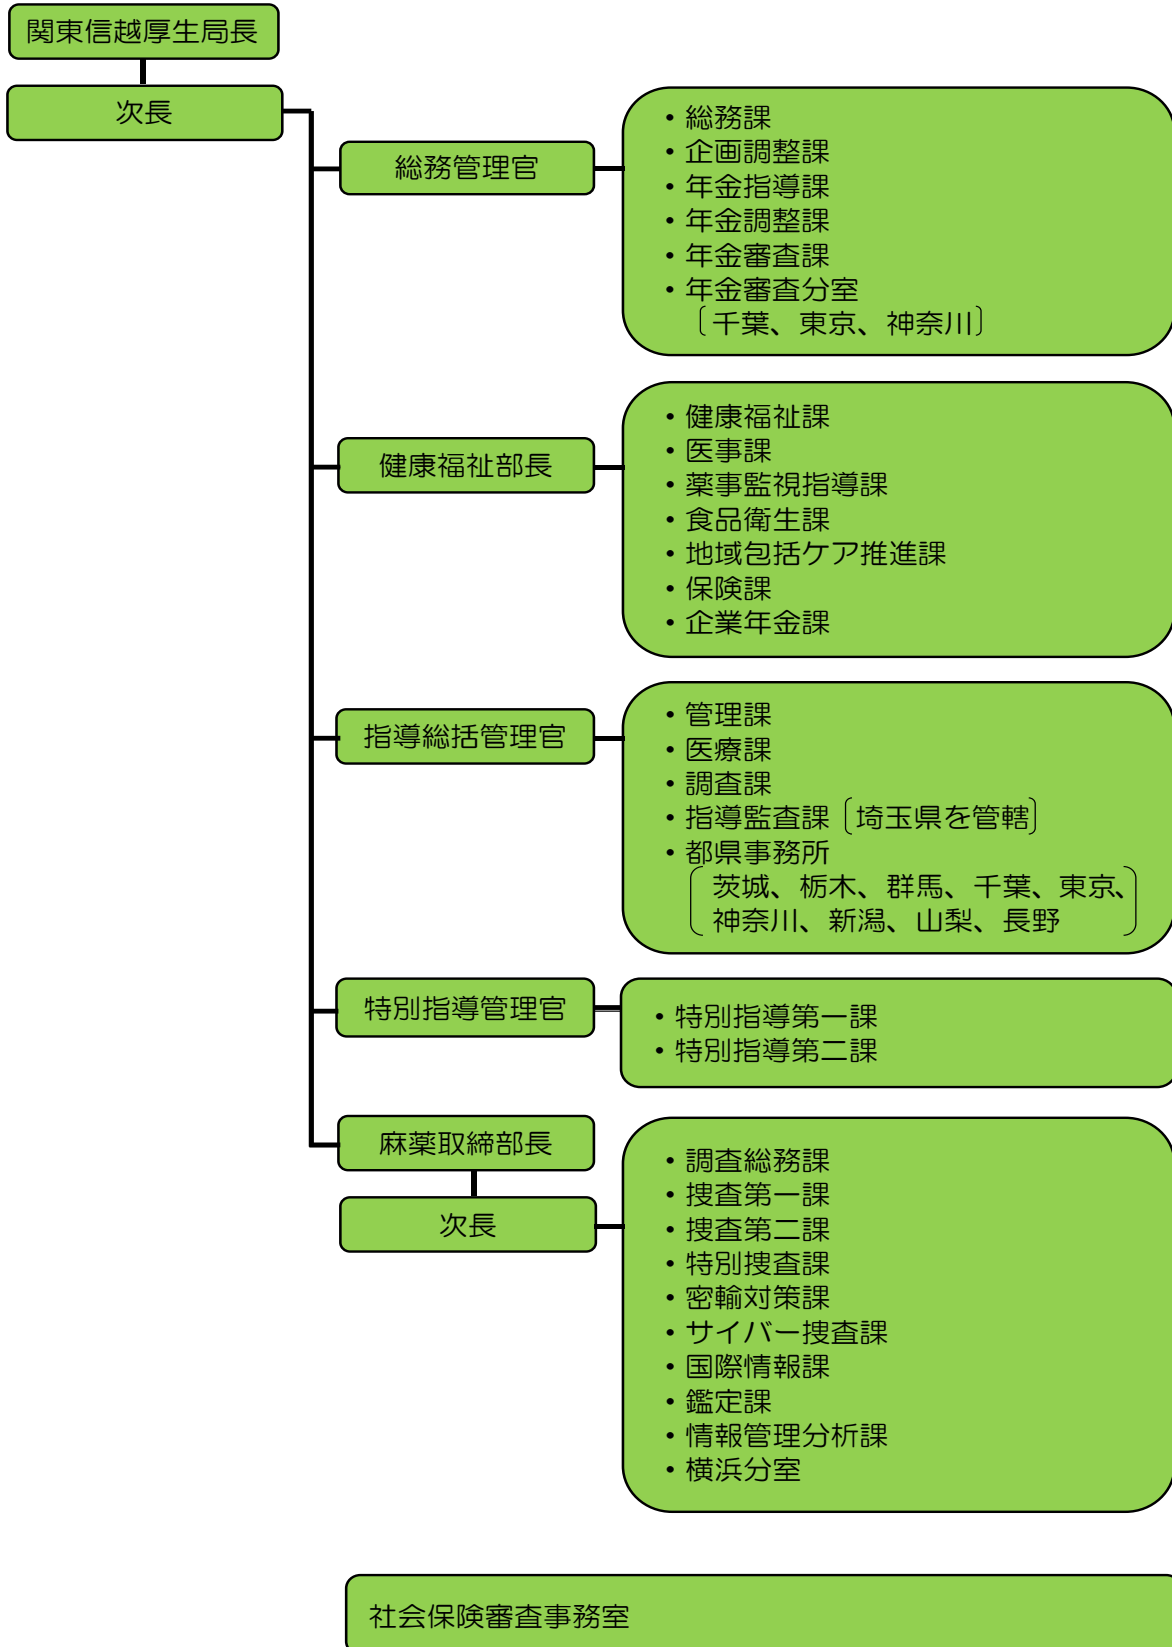 関東信越厚生局長
次長
総務管理官
・総務課
・企画調整課
・年金指導課
・年金調整課
・年金審査課
・年金審査分室
〔千葉、東京、神奈川〕
健康福祉部長
・健康福祉課
・医事課
・薬事監視指導課
・食品衛生課
・地域包括ケア推進課
・保険課
・企業年金課
指導総括管理官
・管理課
・医療課
・調査課
・指導監査課〔埼玉県を管轄〕
・都県事務所
〔茨城、栃木、群馬、千葉、東京、
神奈川、新潟、山梨、長野〕
特別指導管理官
・特別指導第一課
・特別指導第二課
麻薬取締部長
次長
・調査総務課
・捜査第一課
・捜査第二課
・特別捜査課
・密輸対策課
・サイバー捜査課
・国際情報課
・鑑定課
・情報管理分析課
・横浜分室
社会保険審査事務室